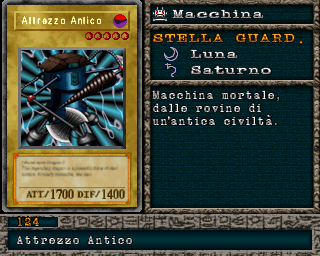 Attrezzo Antico
ATT/1700 DIF/1400
Macchina
STELLA GUARD.
Luna
Saturno
Macchina mortale,
dalle rovine di
un'antica civiltà.
124
Attrezzo Antico